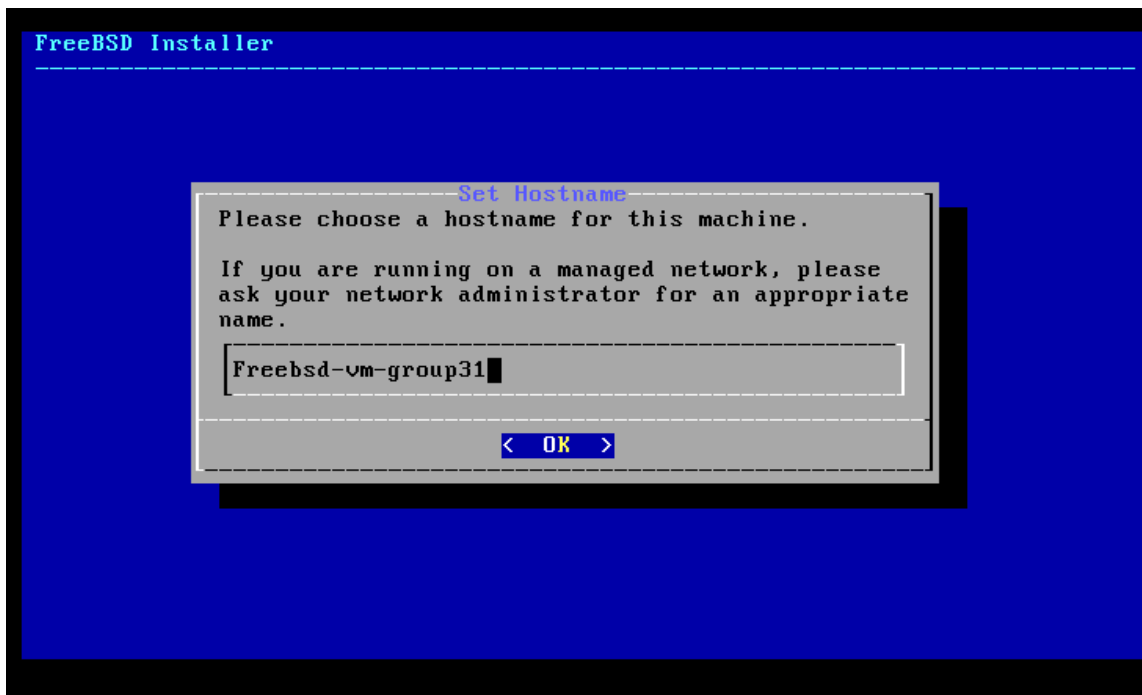 FreeBSD Installer
Set Hostname
Please choose a hostname for this machine.
If you are running on a managed network, please
ask your network administrator for an appropriate
name.
Freebsd-vm-group31
< OK >